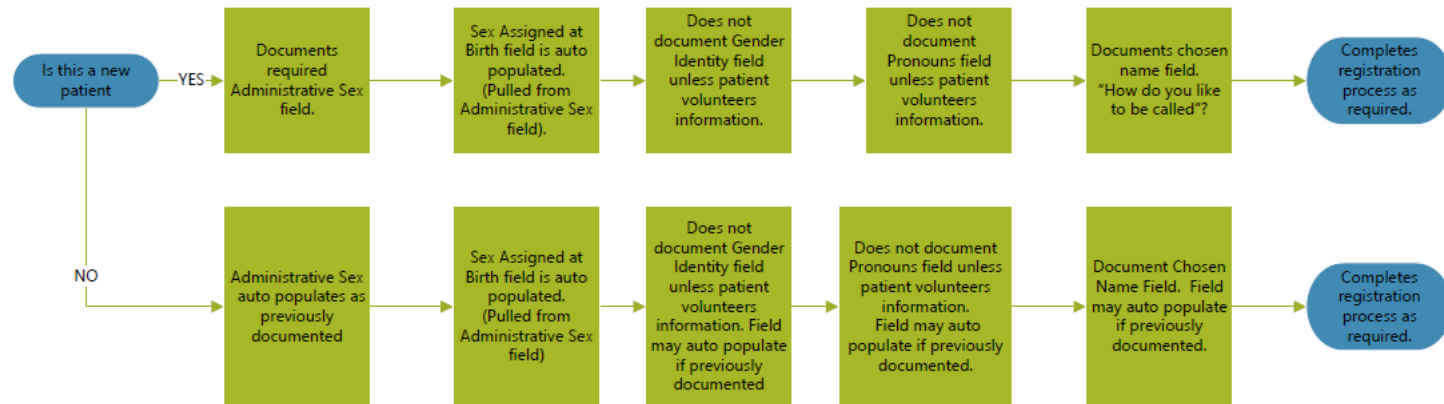 Is this a new
patient
YES
Documents
required
Administrative Sex
field.
Sex Assigned at
Birth field is auto
populated.
(Pulled from
Administrative Sex
field).
Does not
document Gender
Identity field
unless patient
volunteers
information.
Does not
document
Pronouns field
unless patient
volunteers
information.
Documents chosen
name field.
“How do you like
to be called”?
Completes
registration
process as
required.
NO
Administrative Sex
auto populates as
previously
documented
Sex Assigned at
Birth field is auto
populated.
(Pulled from
Administrative Sex
field)
Does not
document Gender
Identity field
unless patient
volunteers
information. Field
may auto populate
if previously
documented
Does not document
Pronouns field unless
patient volunteers
information.
Field may auto
populate if previously
documented.
Document Chosen
Name Field. Field
may auto populate
if previously
documented.
Completes
registration
process as
required.